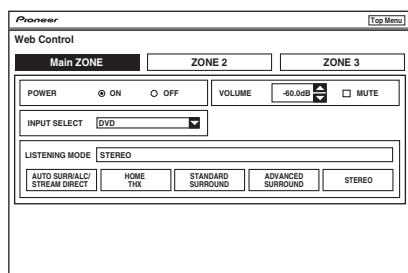 Pioneer
Top Menu
Web Control
Main ZONE ZONE 2 ZONE 3
POWER ON OFF VOLUME -60.0dB MUTE
INPUT SELECT DVD
LISTENING MODE STEREO
AUTO SURR/ALC/
STREAM DIRECT
HOME
THX
STANDARD
SURROUND
ADVANCED
SURROUND
STEREO